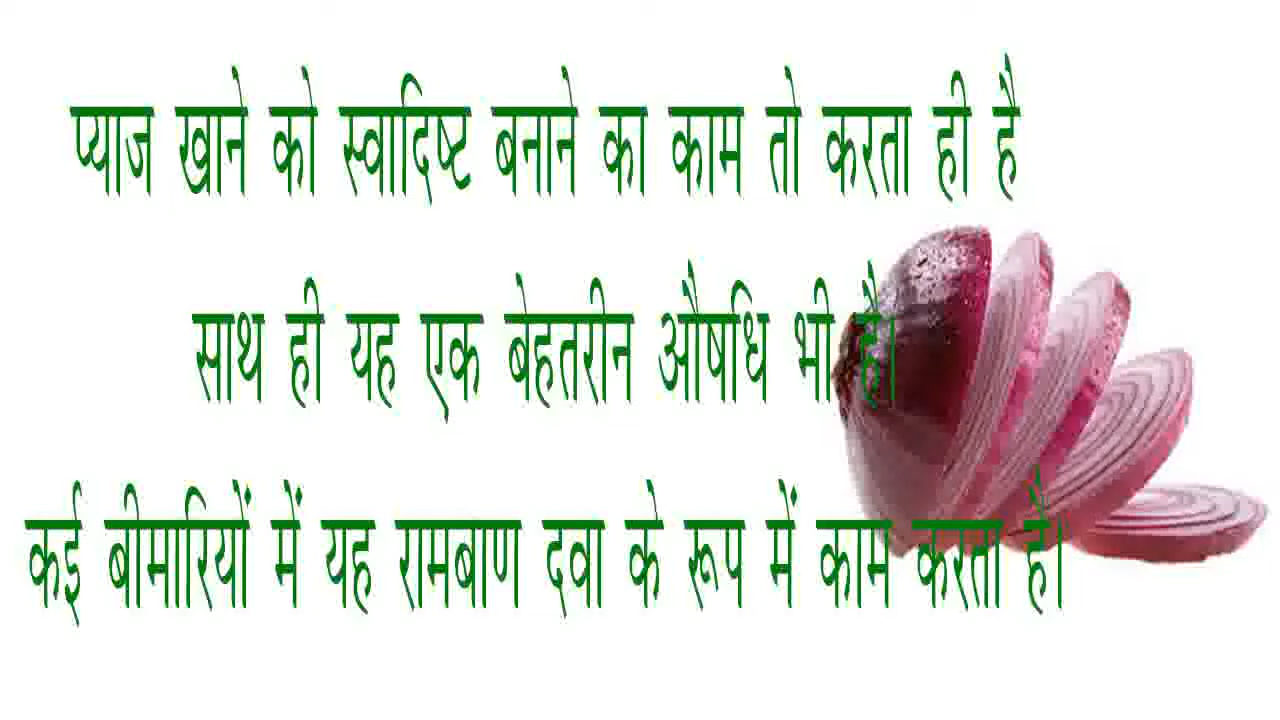 प्याज खाने को स्वादिष्ट बनाने का काम तो करता ही है
साथ ही यह एक बेहतरीन औषधि भी है।
कई बीमारियों में यह रामबाण दवा के रूप में काम करता है।